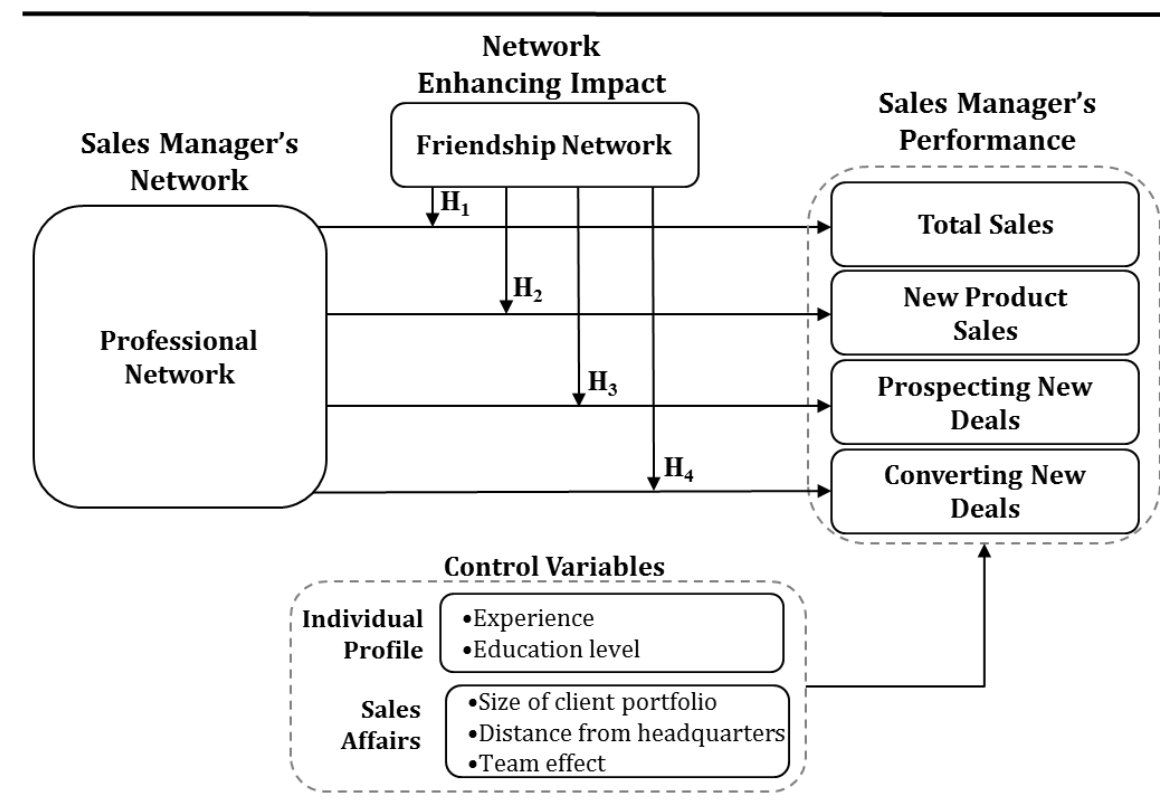 Network
Enhancing Impact
Friendship Network
Sales Manager's
Network
Professional
Network
H1
H2
H3
H4
Sales Manager's
Performance
Total Sales
New Product
Sales
Prospecting New
Deals
Converting New
Deals
Control Variables
Individual
Profile
•Experience
•Education level
Sales
Affairs
•Size of client portfolio
•Distance from headquarters
•Team effect